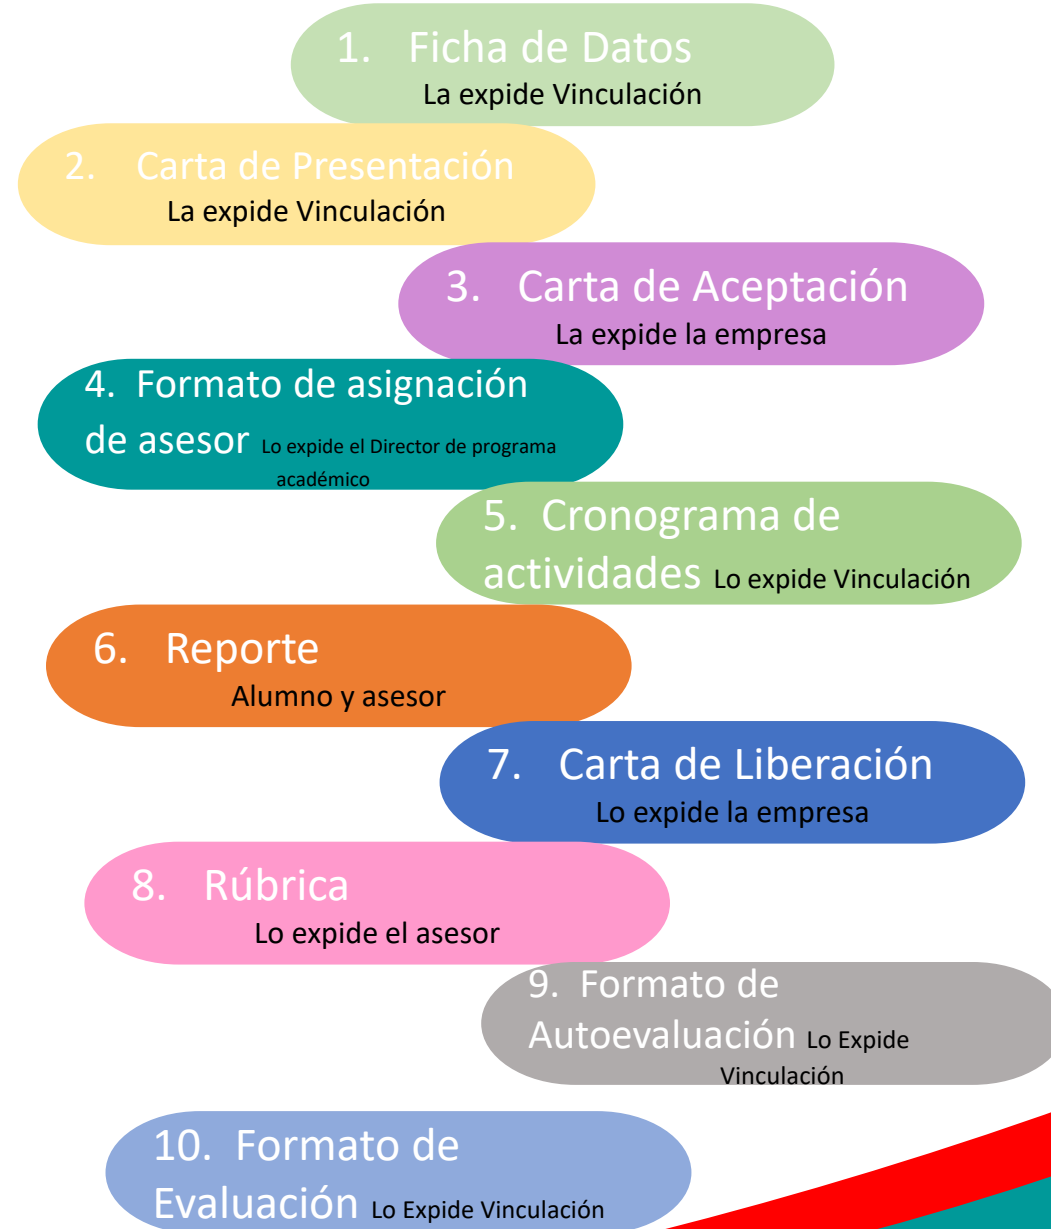 1. Ficha de Datos
La expide Vinculación
2. Carta de Presentación
La expide Vinculación
3. Carta de Aceptación
La expide la empresa
4. Formato de asignación
de asesor Lo expide el Director de programa
académico
5. Cronograma de
actividades Lo expide Vinculación
6. Reporte
Alumno y asesor
7. Carta de Liberación
Lo expide la empresa
8. Rúbrica
Lo expide el asesor
9. Formato de
Autoevaluación Lo Expide
Vinculación
10. Formato de
Evaluación Lo Expide Vinculación